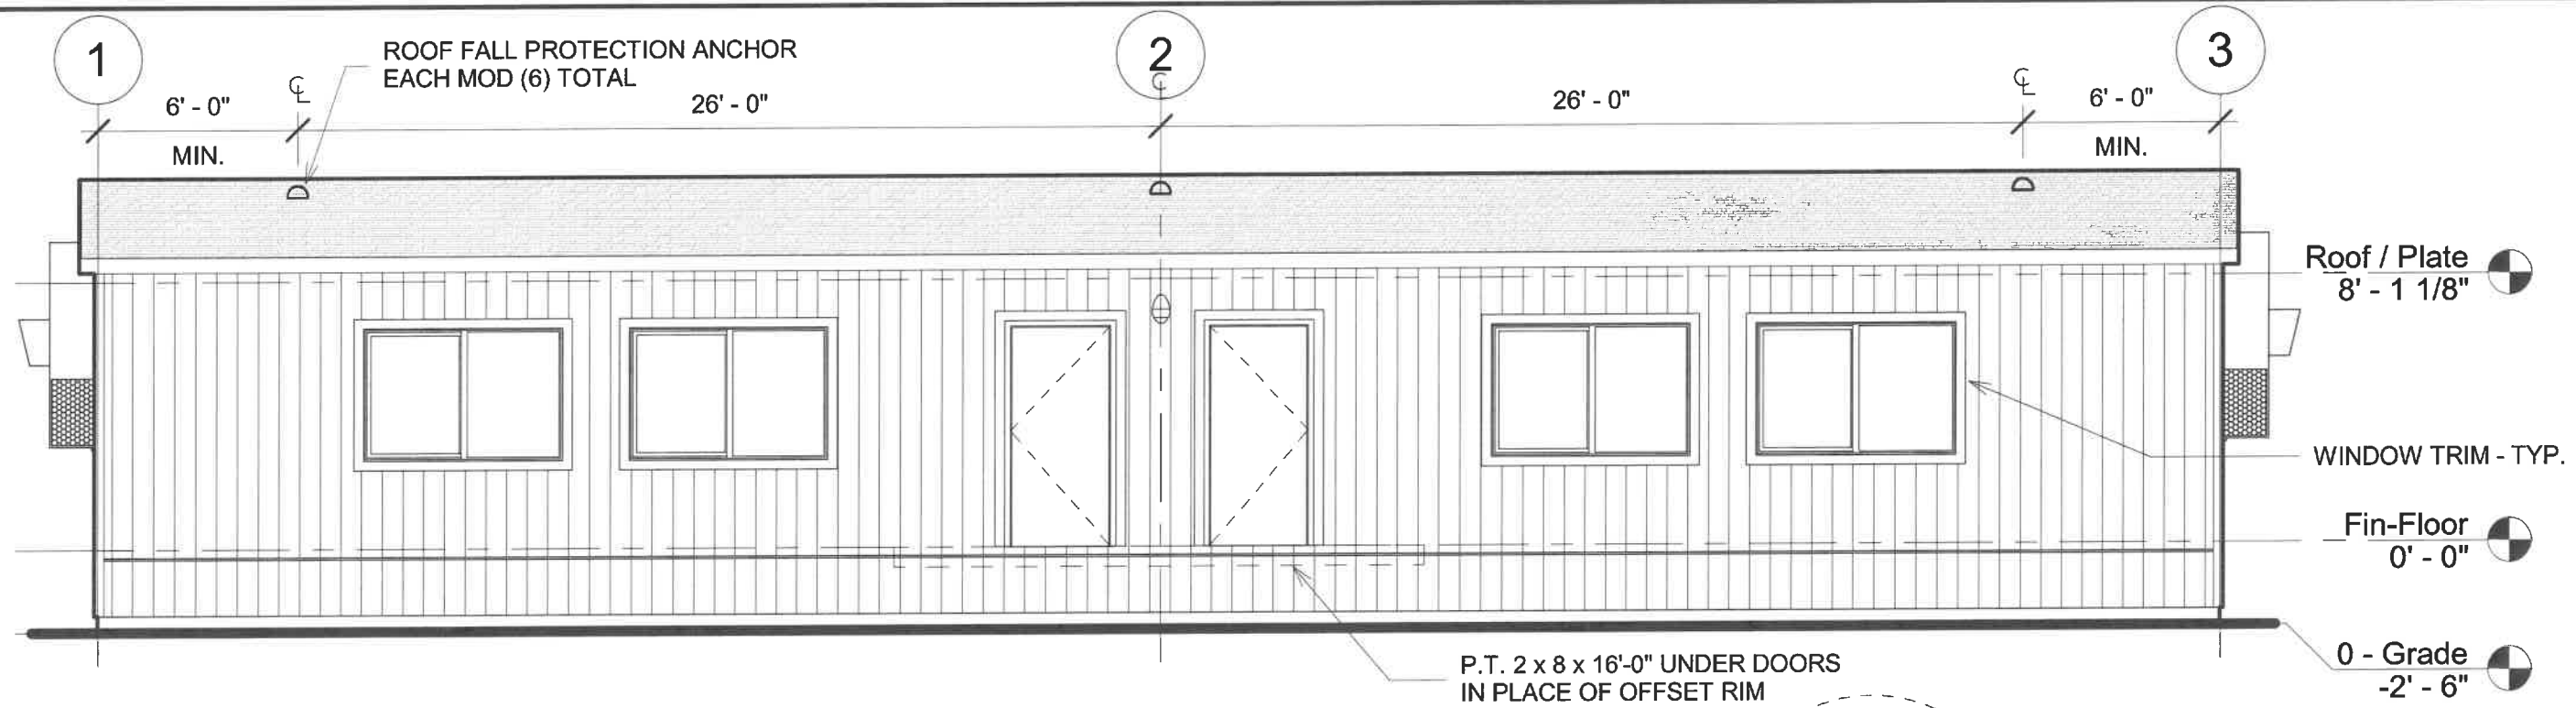 1
2
3
ROOF FALL PROTECTION ANCHOR
EACH MOD (6) TOTAL
6' - 0"
MIN.
℄
26' - 0"
℄
26' - 0"
℄
6' - 0"
MIN.
Roof / Plate
8' - 1 1/8"
WINDOW TRIM - TYP.
Fin-Floor
0' - 0"
P.T. 2 x 8 x 16'-0" UNDER DOORS
IN PLACE OF OFFSET RIM
0 - Grade
-2' - 6"